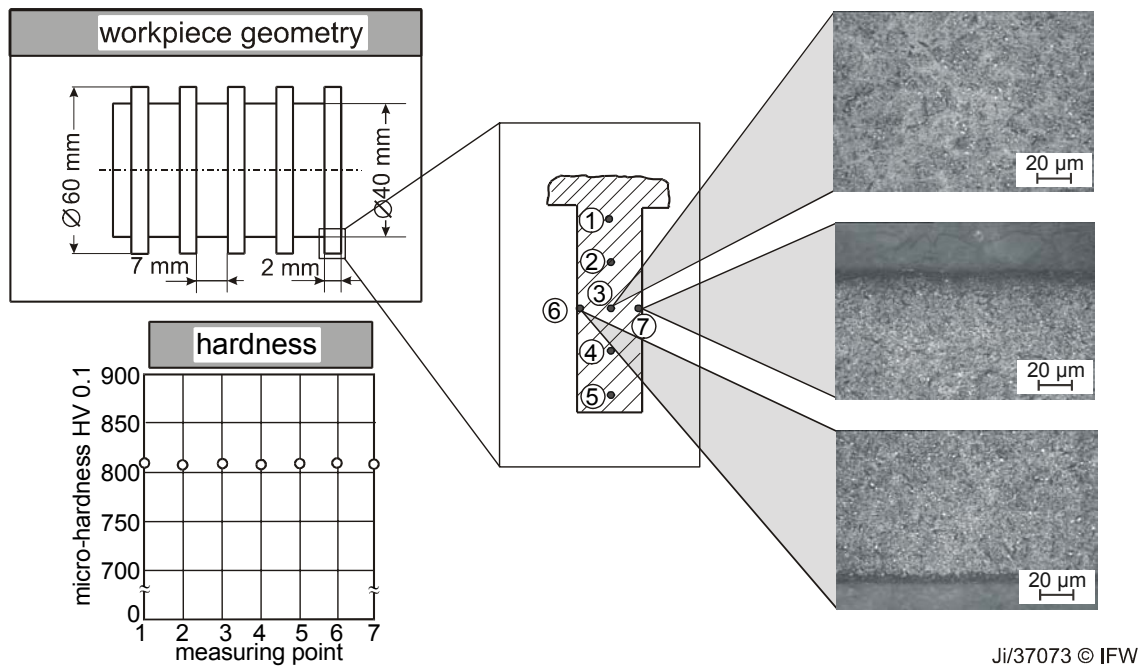 workpiece geometry
Ø 60 mm
Ø40 mm
7 mm
2 mm
hardness
micro-hardness HV 0.1
900
850
800
750
700
0
1 2 3 4 5 6 7
measuring point
1
2
3
6
7
4
5
20 µm
20 µm
20 µm
Ji/37073 © IFW